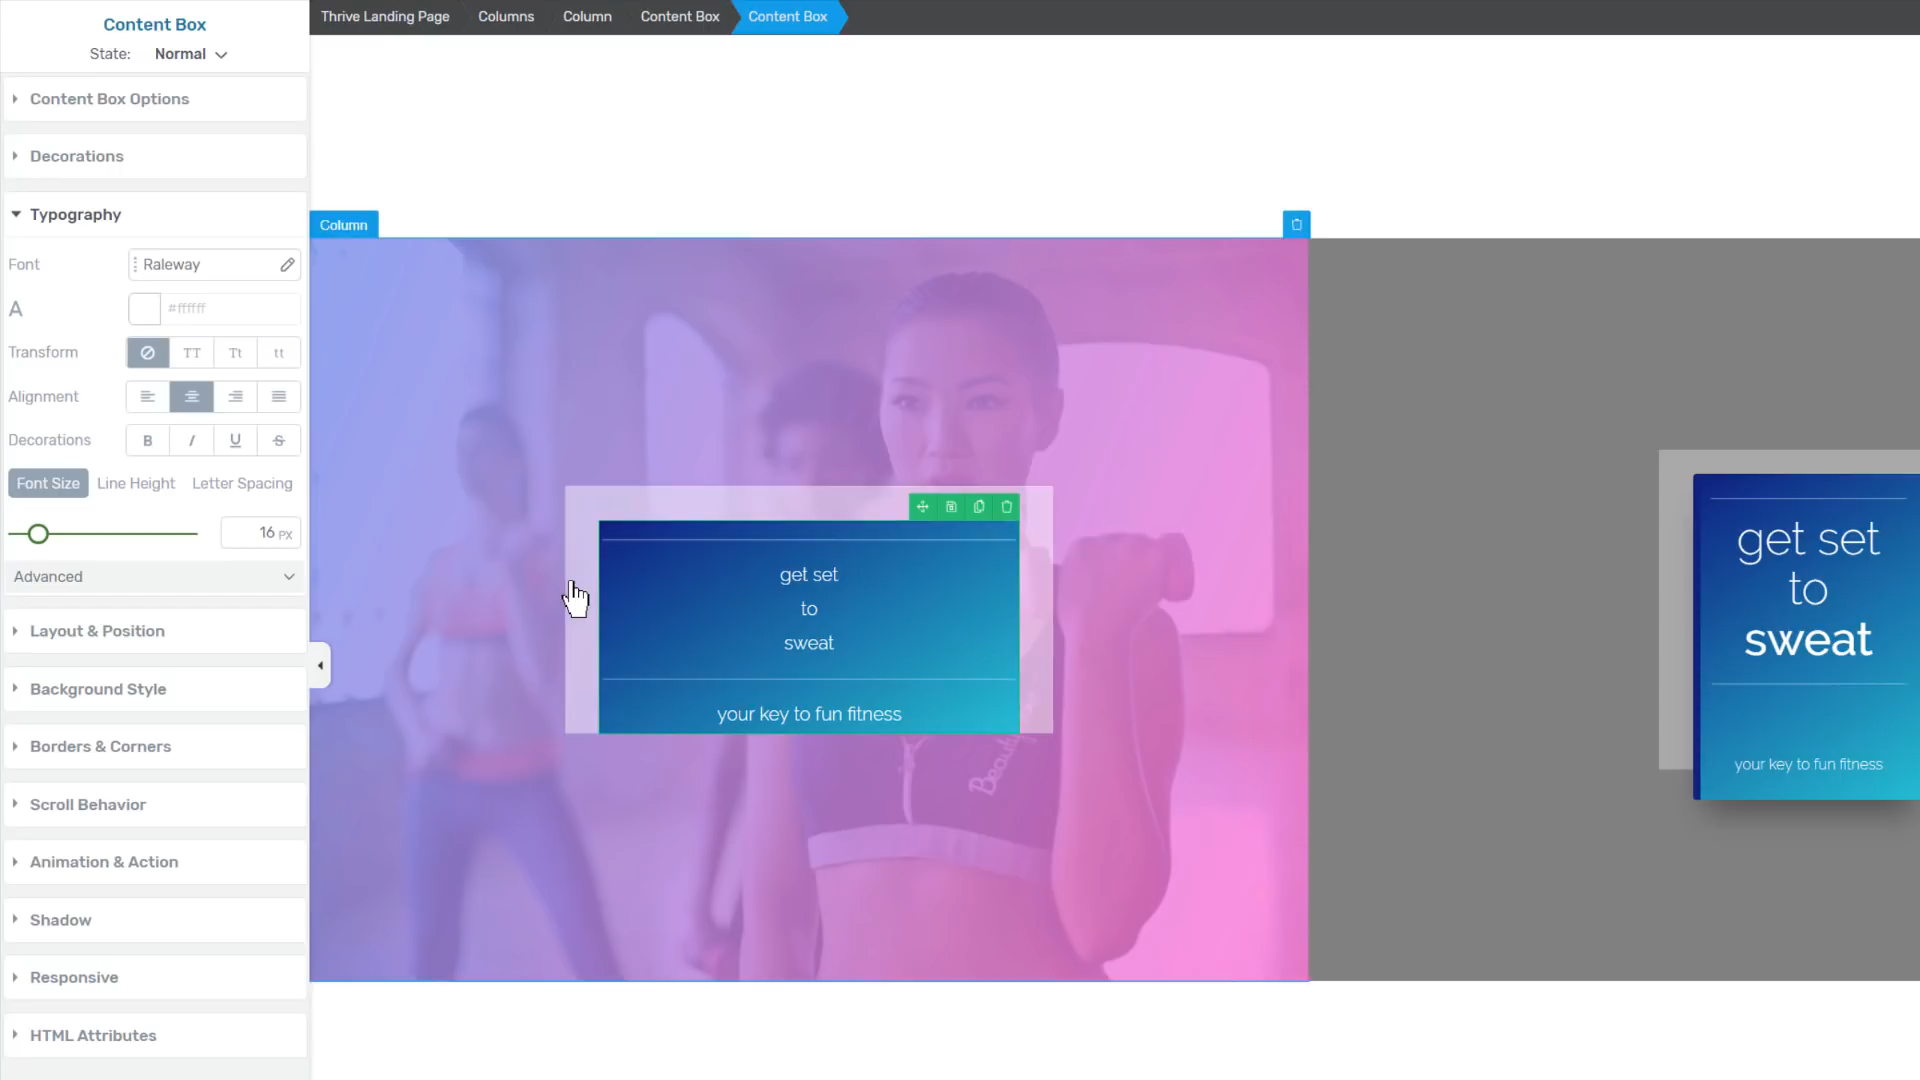 Content Box
State: Normal
Content Box Options
Decorations
Typography
Font Raleway
A #ffffff
Transform TT Tt tt
Alignment
Decorations B I U S
Font Size Line Height Letter Spacing
16 PX
Advanced
Layout & Position
Background Style
Borders & Corners
Scroll Behavior
Animation & Action
Shadow
Responsive
HTML Attributes
Thrive Landing Page Columns Column Content Box Content Box
Column
get set
to
sweat
your key to fun fitness
Beauty
get set
to
sweat
your key to fun fitness